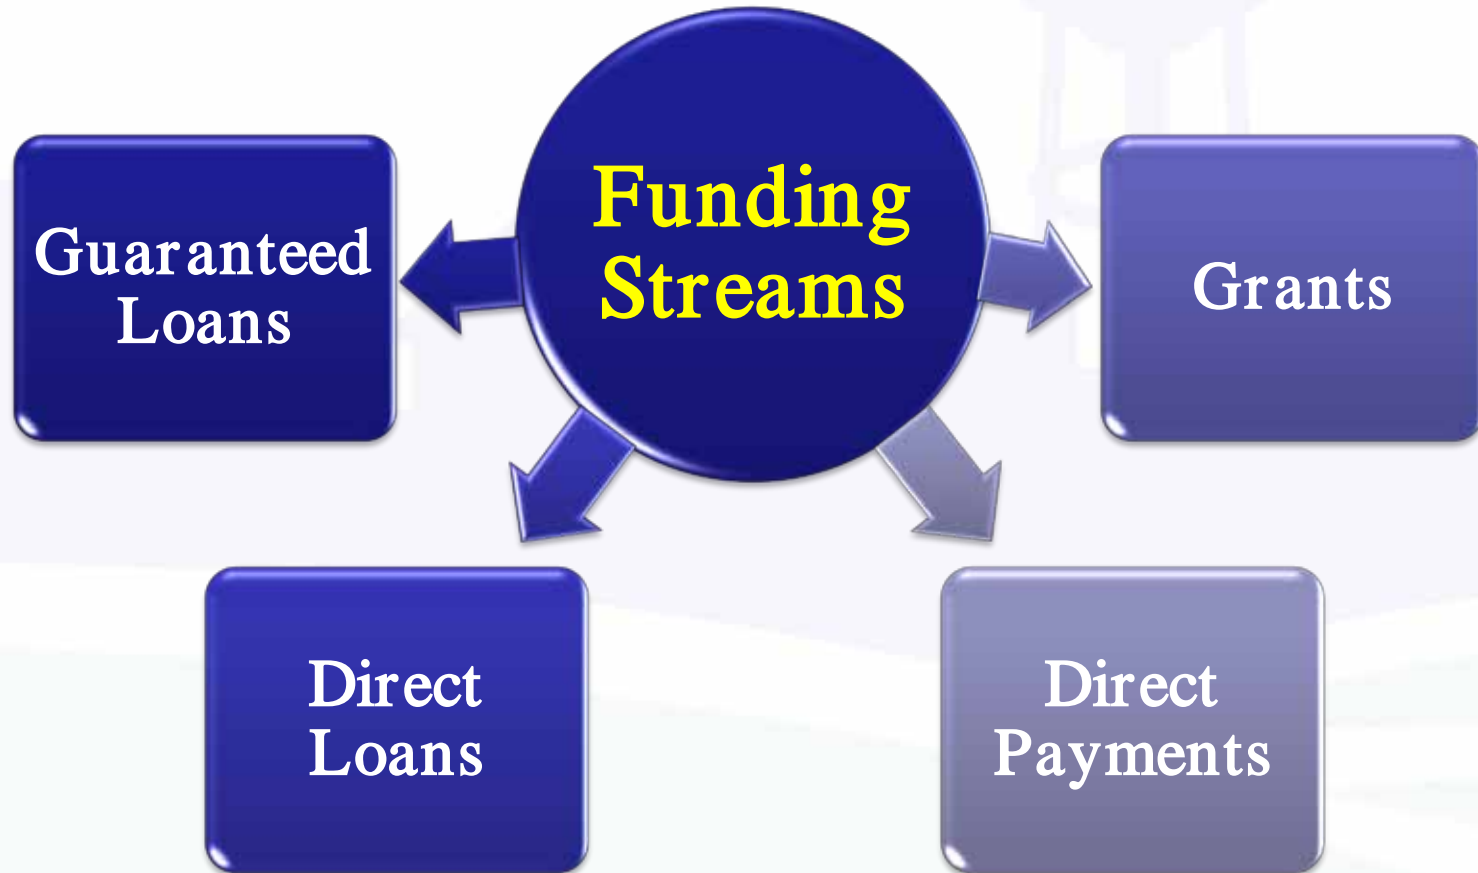 Funding
Streams
Guaranteed
Loans
Grants
Direct
Loans
Direct
Payments